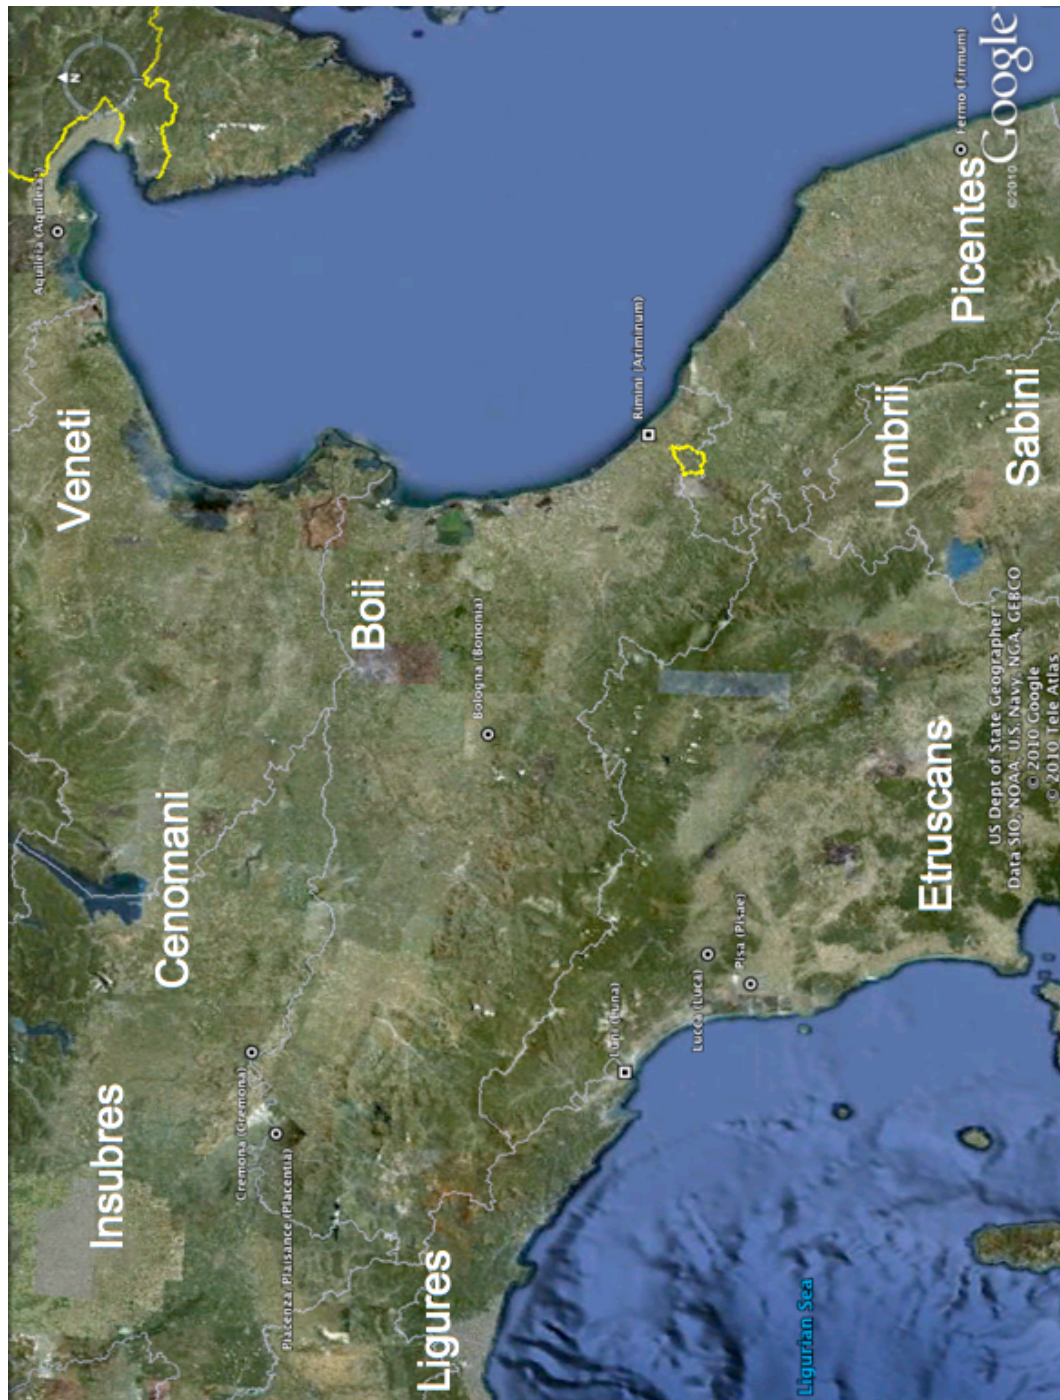 Aquileia (Aquileia)
N
Veneti
Insubres
Cenomani
Cremona (Cremona)
Piacenza Plaisance (Placentia)
Boii
Ligures
Bologna (Bononia)
Luni (Luna)
Rimini (Ariminum)
Lucca (Luca)
Pisa (Pisae)
Ligurian Sea
Umbrii
Etruscans
Fermo (Firmum)
Picentes
Sabini
US Dept of State Geographer
Data SIO, NOAA, U.S. Navy, NGA, GEBCO
© 2010 Google
© 2010 Tele Atlas
©2010 Google